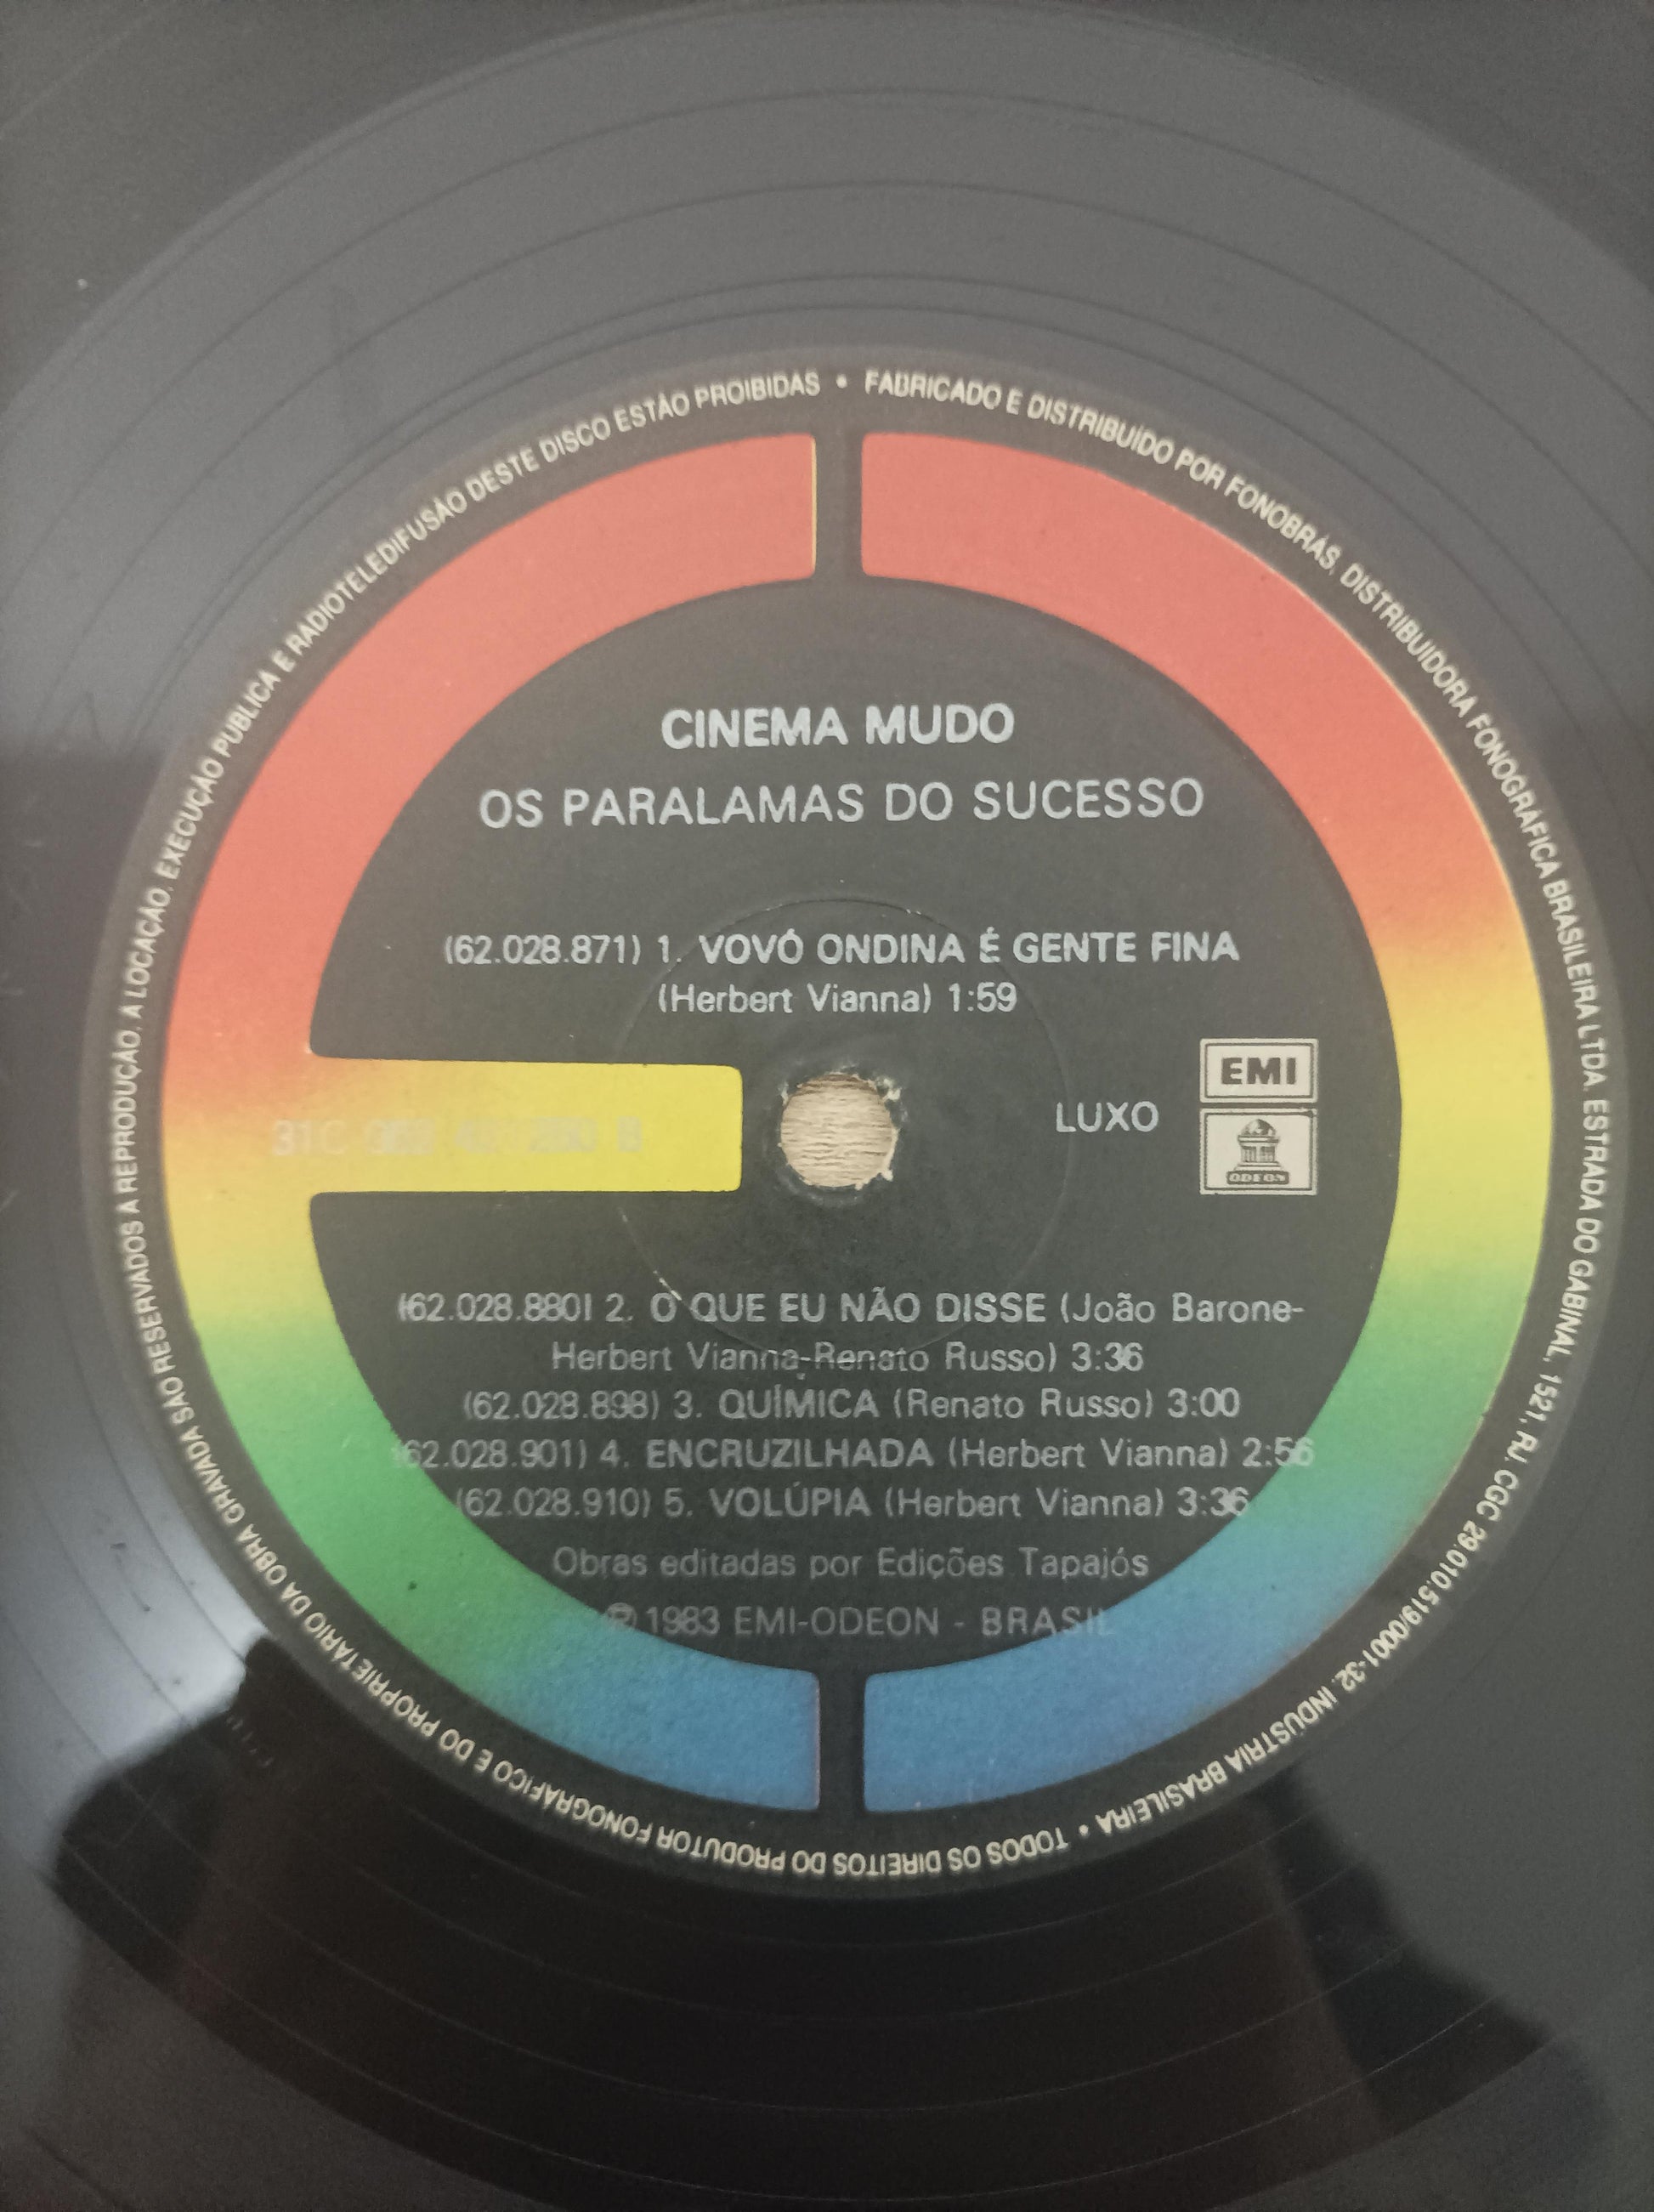 CINEMA MUDO
OS PARALAMAS DO SUCESSO
(62.028.871) 1. VOVÓ ONDINA É GENTE FINA
(Herbert Vianna) 1:59
31C
LUXO
EMI
ODEON
(62.028.880) 2. O QUE EU NÃO DISSE (João Barone-
Herbert Vianna-Renato Russo) 3:36
(62.028.898) 3. QUÍMICA (Renato Russo) 3:00
(62.028.901) 4. ENCRUZILHADA (Herbert Vianna) 2:56
(62.028.910) 5. VOLÚPIA (Herbert Vianna) 3:36
Obras editadas por Edições Tapajós
℗ 1983 EMI-ODEON - BRASIL
TODOS OS DIREITOS DO PRODUTOR FONOGRÁFICO E DO PROPRIETÁRIO DA OBRA GRAVADA SÃO RESERVADOS A REPRODUÇÃO, A LOCAÇÃO, EXECUÇÃO PÚBLICA E RADIOTELEDIFUSÃO DESTE DISCO ESTÃO PROIBIDAS • FABRICADO E DISTRIBUÍDO POR FONOBRÁS, DISTRIBUIDORA FONOGRÁFICA BRASILEIRA LTDA. ESTRADA DO GABINAL, 1521, RJ. CGC 29.010.519/0001-32. INDÚSTRIA BRASILEIRA •